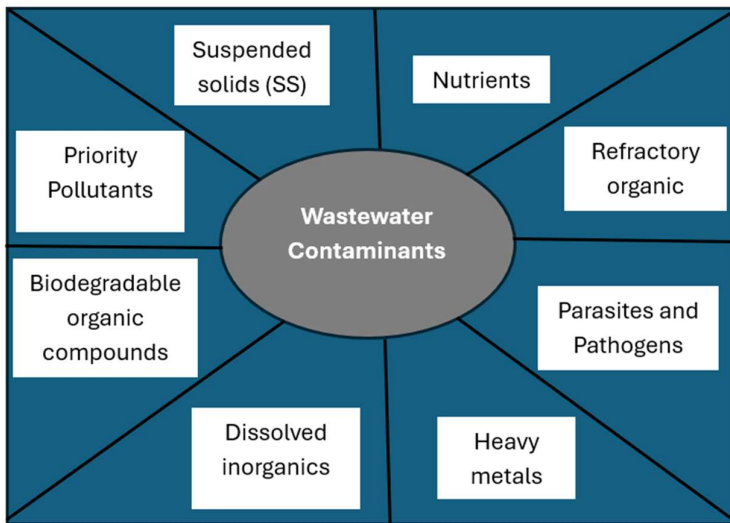 Suspended
solids (SS)
Nutrients
Priority
Pollutants
Refractory
organic
Wastewater
Contaminants
Biodegradable
organic
compounds
Parasites and
Pathogens
Dissolved
inorganics
Heavy
metals